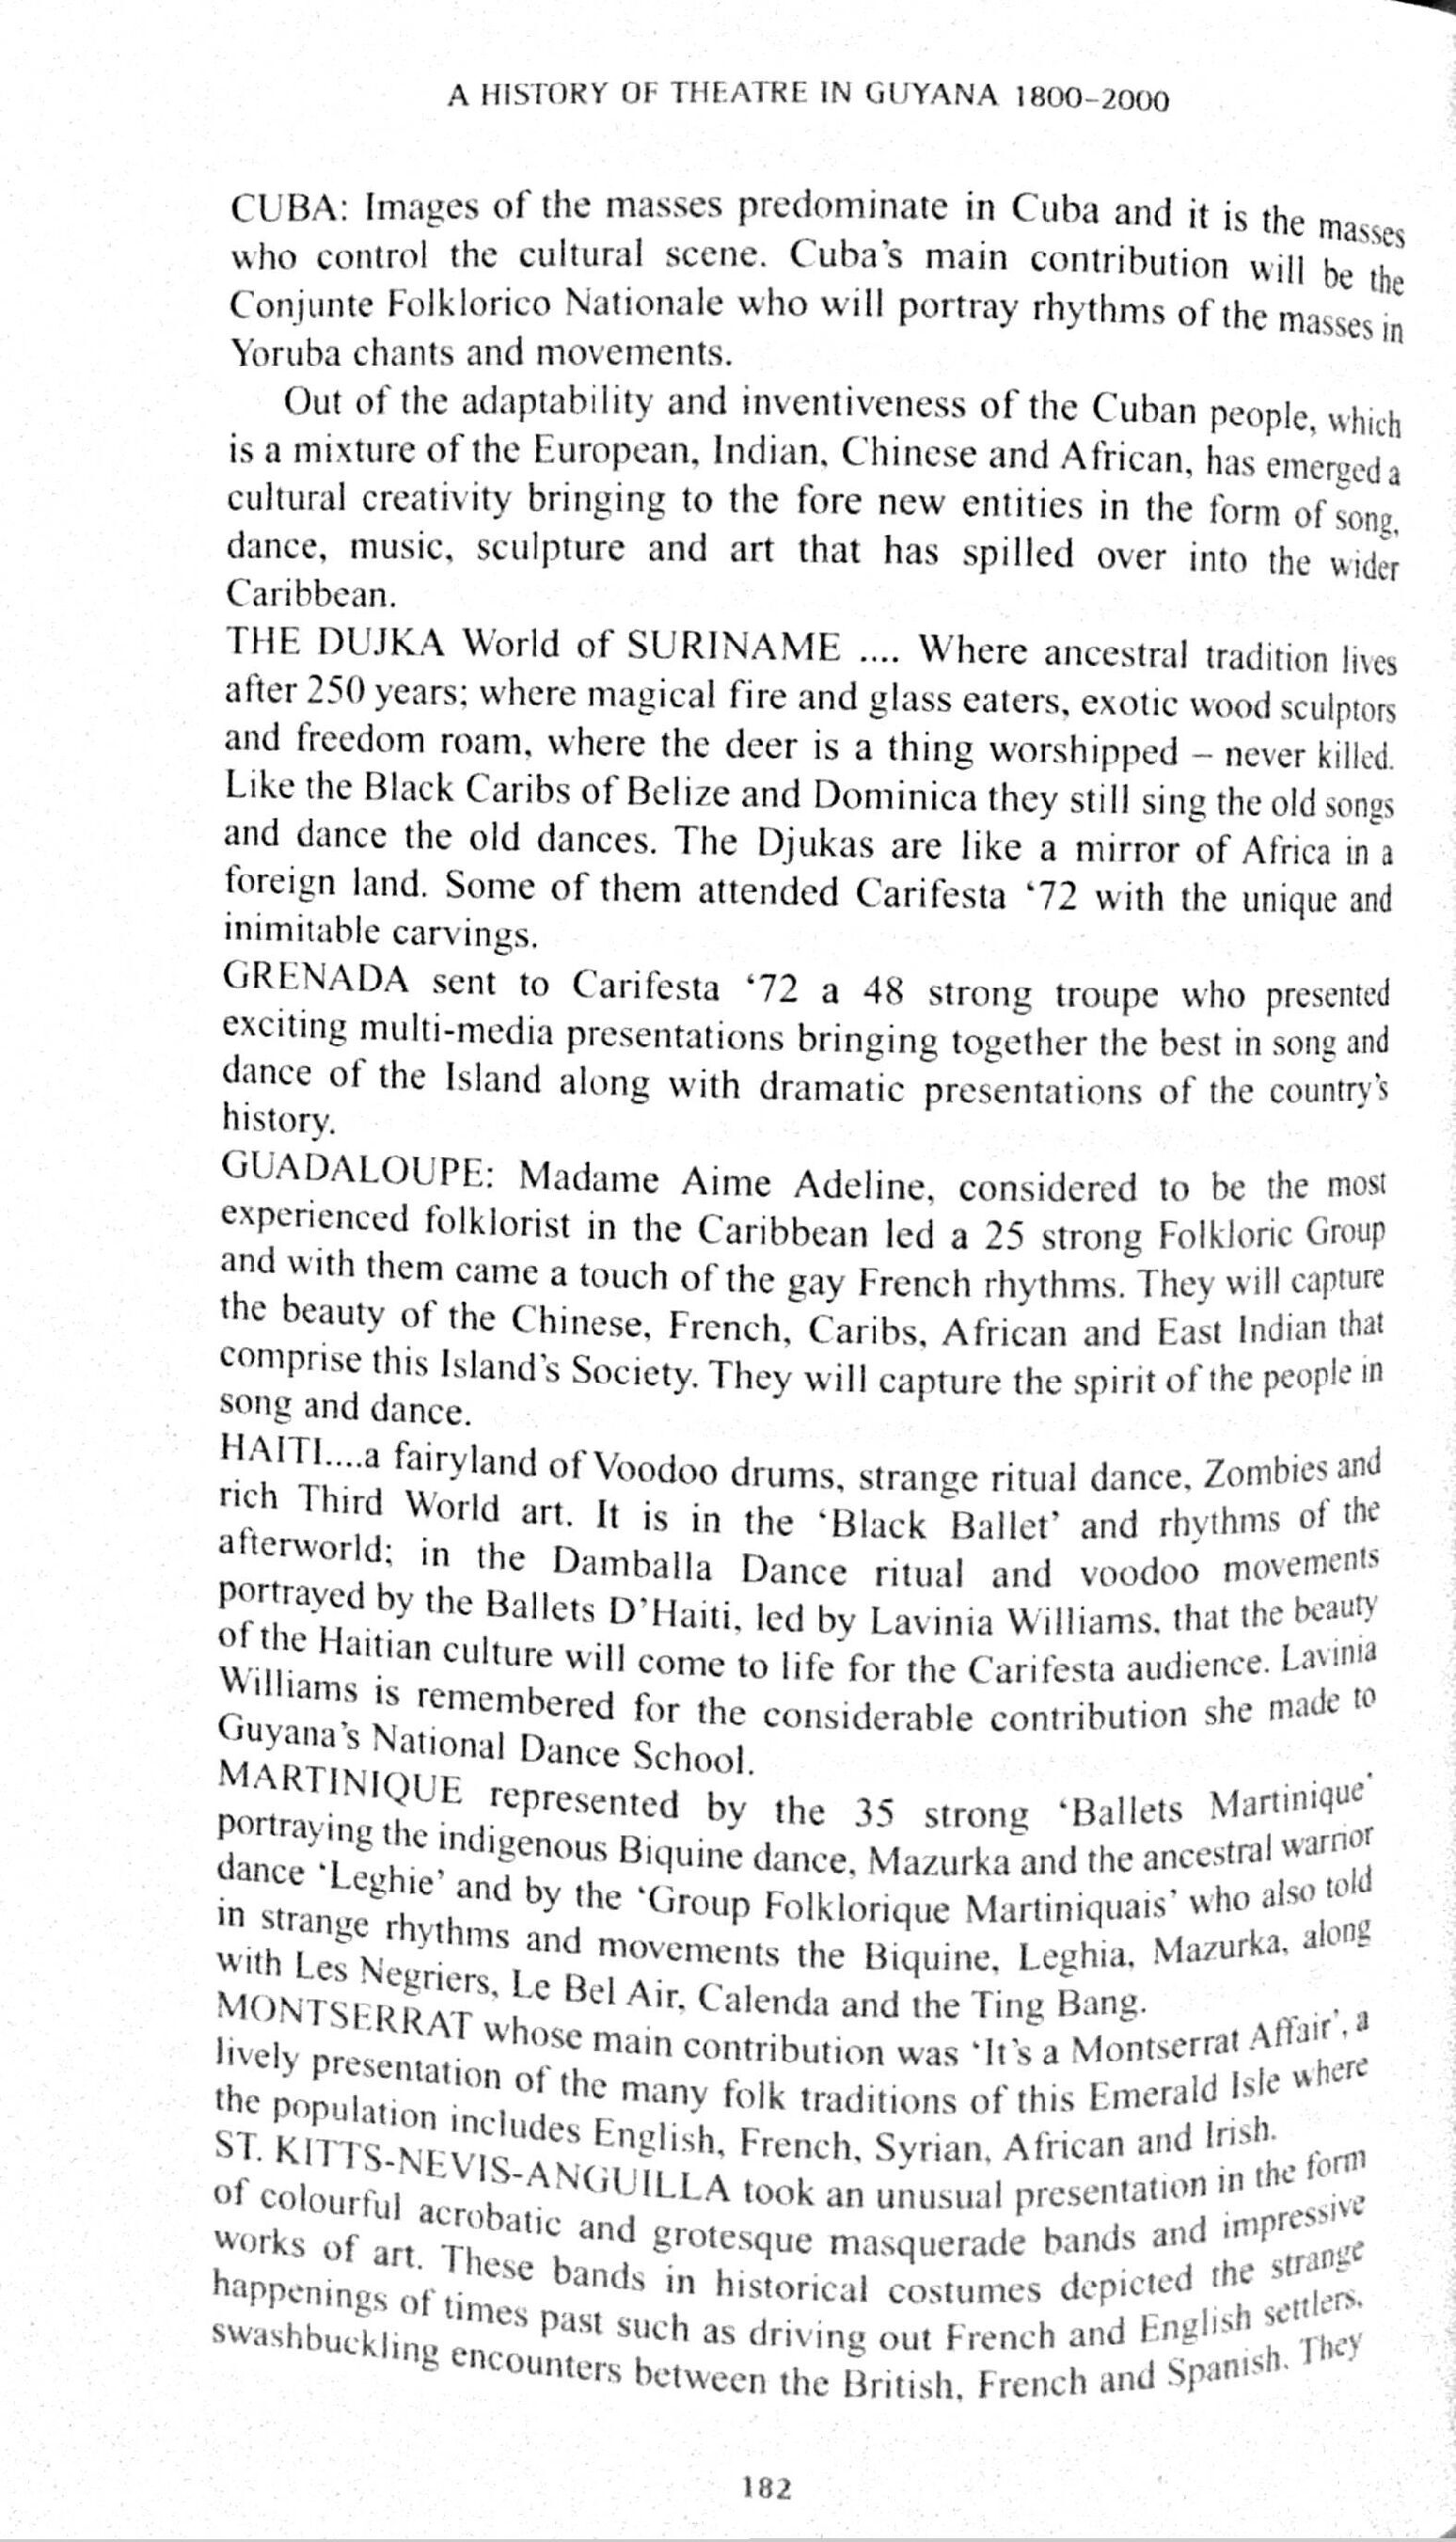 A HISTORY OF THEATRE IN GUYANA 1800–2000
CUBA: Images of the masses predominate in Cuba and it is the masses
who control the cultural scene. Cuba's main contribution will be the
Conjunte Folklorico Nationale who will portray rhythms of the masses in
Yoruba chants and movements.
Out of the adaptability and inventiveness of the Cuban people, which
is a mixture of the European, Indian, Chinese and African, has emerged a
cultural creativity bringing to the fore new entities in the form of song,
dance, music, sculpture and art that has spilled over into the wider
Caribbean.
THE DUJKA World of SURINAME .... Where ancestral tradition lives
after 250 years; where magical fire and glass eaters, exotic wood sculptors
and freedom roam, where the deer is a thing worshipped – never killed.
Like the Black Caribs of Belize and Dominica they still sing the old songs
and dance the old dances. The Djukas are like a mirror of Africa in a
foreign land. Some of them attended Carifesta ‘72 with the unique and
inimitable carvings.
GRENADA sent to Carifesta ‘72 a 48 strong troupe who presented
exciting multi-media presentations bringing together the best in song and
dance of the Island along with dramatic presentations of the country's
history.
GUADALOUPE: Madame Aime Adeline, considered to be the most
experienced folklorist in the Caribbean led a 25 strong Folkloric Group
and with them came a touch of the gay French rhythms. They will capture
the beauty of the Chinese, French, Caribs, African and East Indian that
comprise this Island's Society. They will capture the spirit of the people in
song and dance.
HAITI....a fairyland of Voodoo drums, strange ritual dance, Zombies and
rich Third World art. It is in the ‘Black Ballet’ and rhythms of the
afterworld; in the Damballa Dance ritual and voodoo movements
portrayed by the Ballets D’Haiti, led by Lavinia Williams, that the beauty
of the Haitian culture will come to life for the Carifesta audience. Lavinia
Williams is remembered for the considerable contribution she made to
Guyana’s National Dance School.
MARTINIQUE represented by the 35 strong ‘Ballets Martinique’
portraying the indigenous Biquine dance, Mazurka and the ancestral warrior
dance ‘Leghie’ and by the ‘Group Folklorique Martiniquais’ who also told
in strange rhythms and movements the Biquine, Leghia, Mazurka, along
with Les Negriers, Le Bel Air, Calenda and the Ting Bang.
MONTSERRAT whose main contribution was ‘It’s a Montserrat Affair’, a
lively presentation of the many folk traditions of this Emerald Isle where
the population includes English, French, Syrian, African and Irish.
ST. KITTS-NEVIS-ANGUILLA took an unusual presentation in the form
of colourful acrobatic and grotesque masquerade bands and impressive
works of art. These bands in historical costumes depicted the strange
happenings of times past such as driving out French and English settlers,
swashbuckling encounters between the British, French and Spanish. They
182